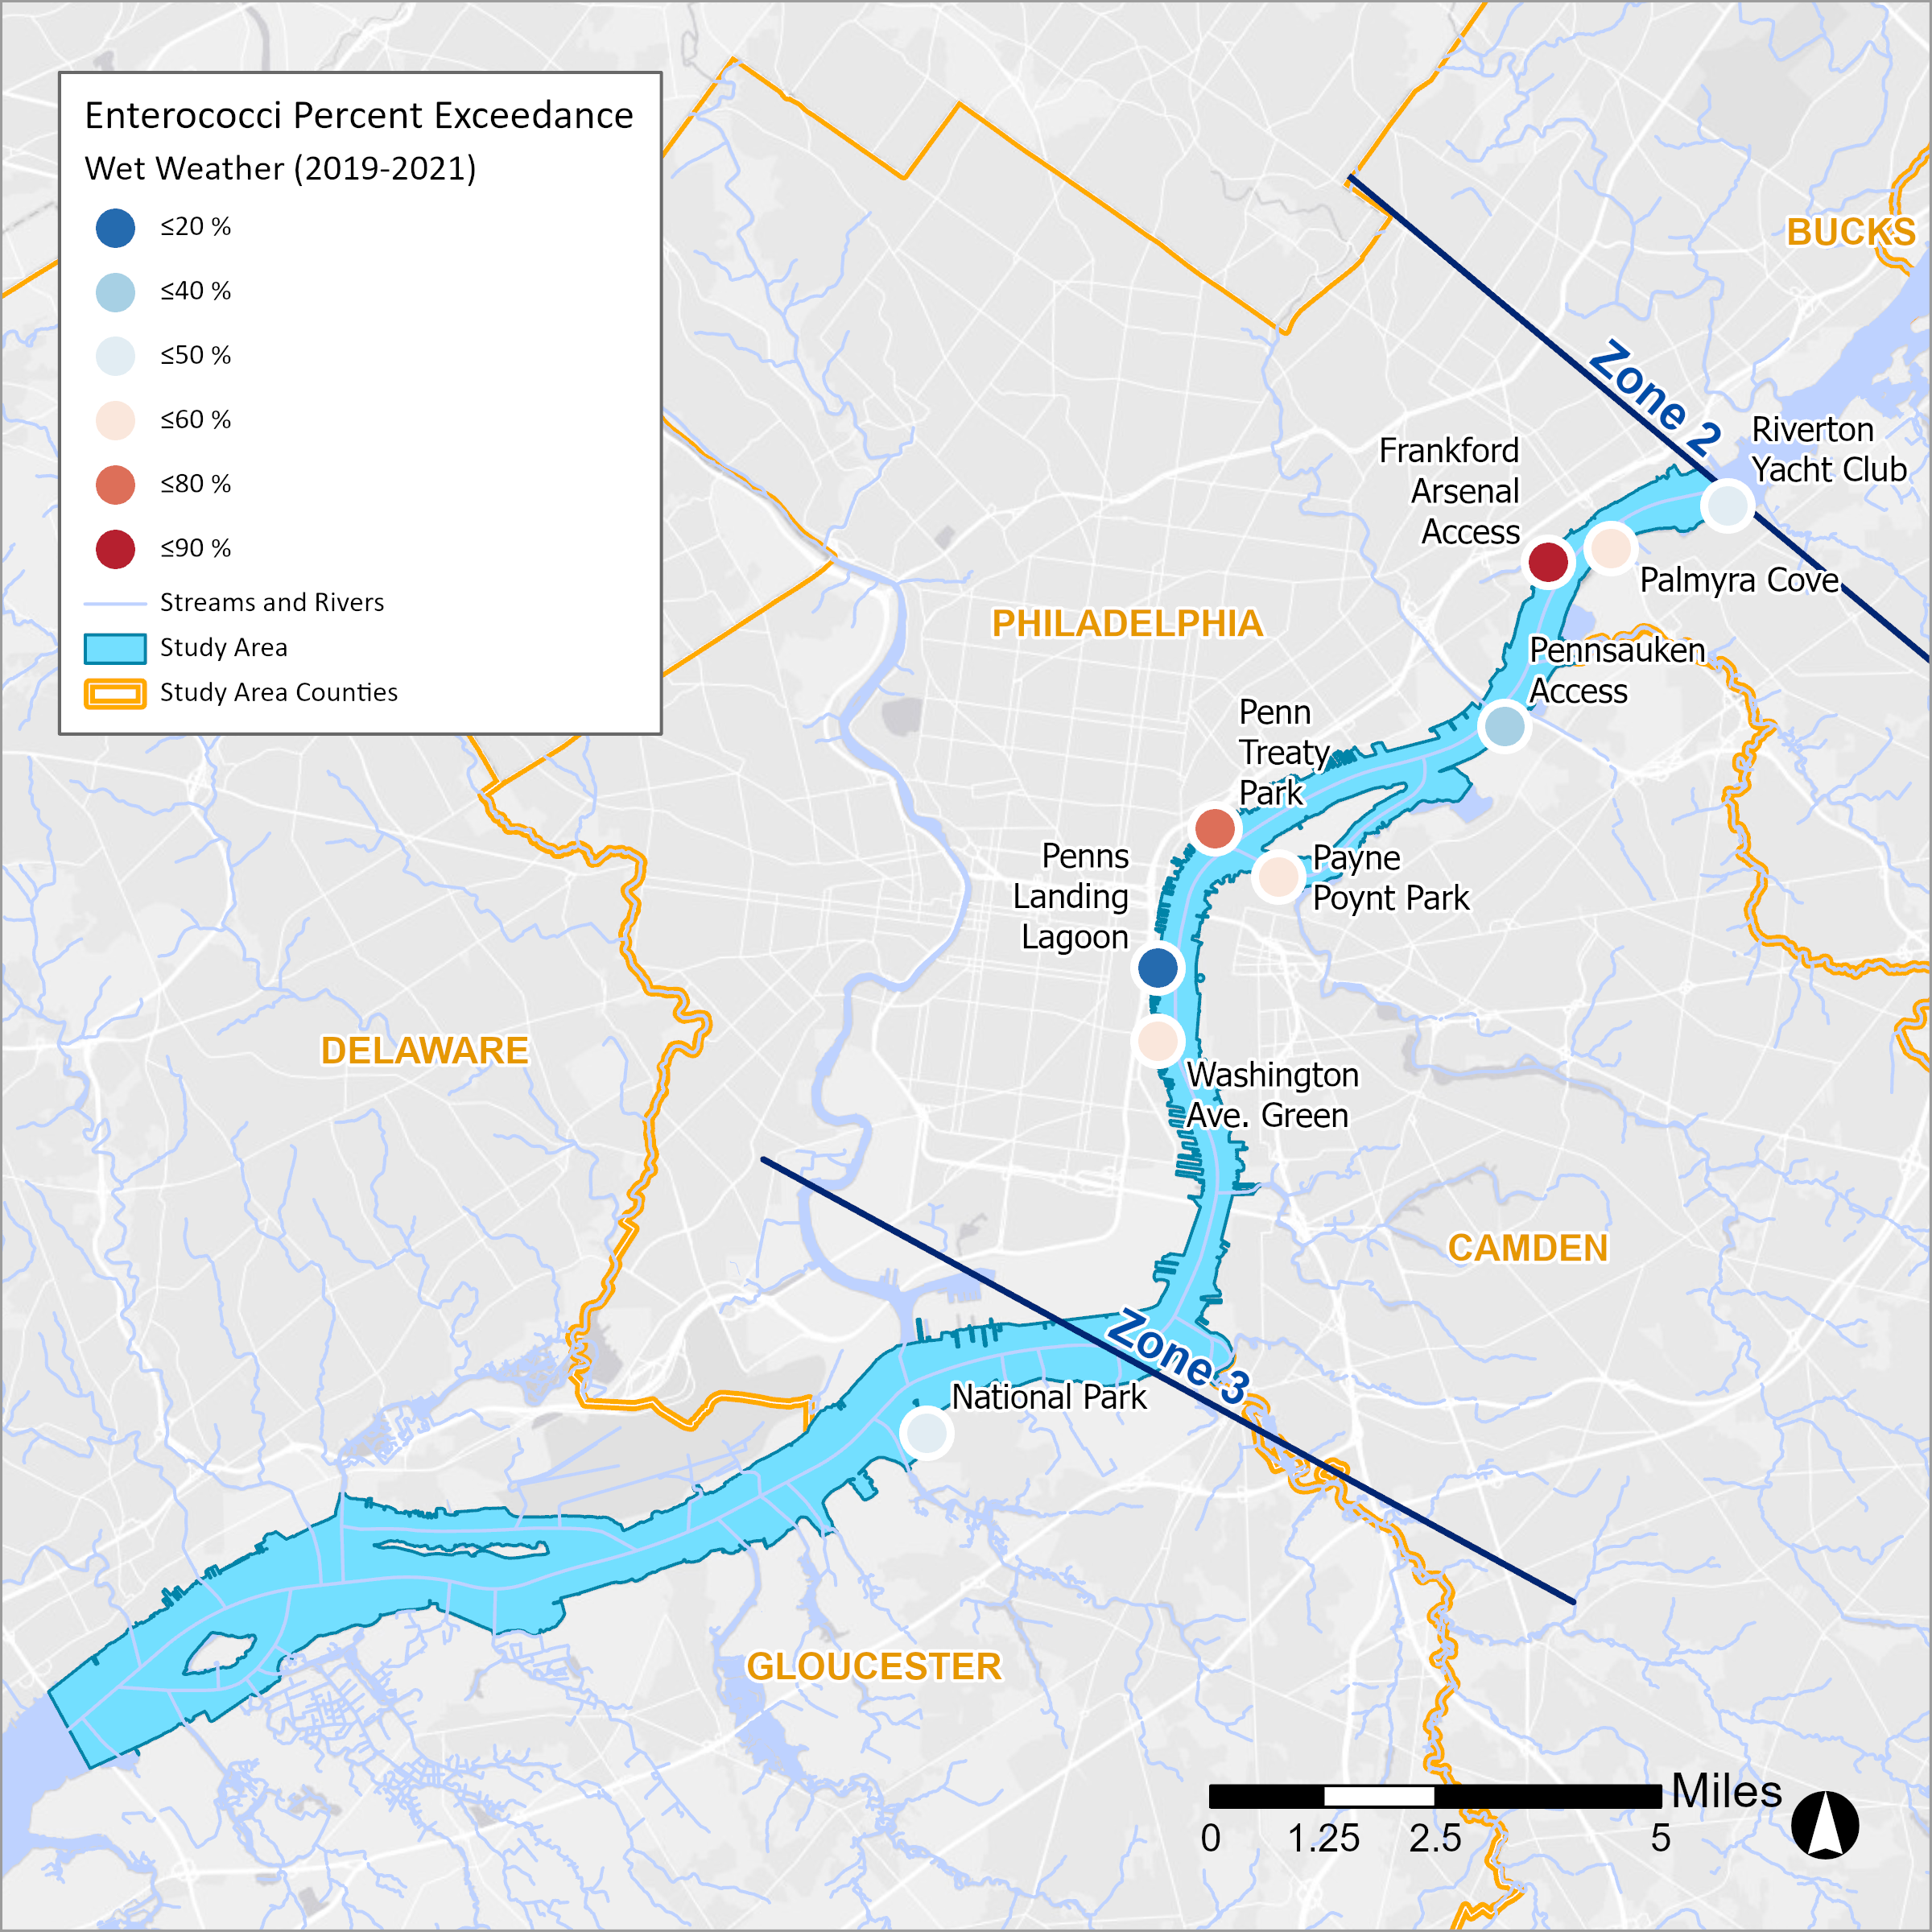 Enterococci Percent Exceedance
Wet Weather (2019-2021)
≤20 %
≤40 %
≤50 %
≤60 %
≤80 %
≤90 %
Streams and Rivers
Study Area
Study Area Counties
BUCKS
Zone 2
Riverton
Yacht Club
Frankford
Arsenal
Access
Palmyra Cove
PHILADELPHIA
Pennsauken
Access
Penn
Treaty
Park
Penns
Landing
Lagoon
Payne
Poynt Park
DELAWARE
Washington
Ave. Green
CAMDEN
Zone 3
National Park
GLOUCESTER
Miles
0 1.25 2.5 5